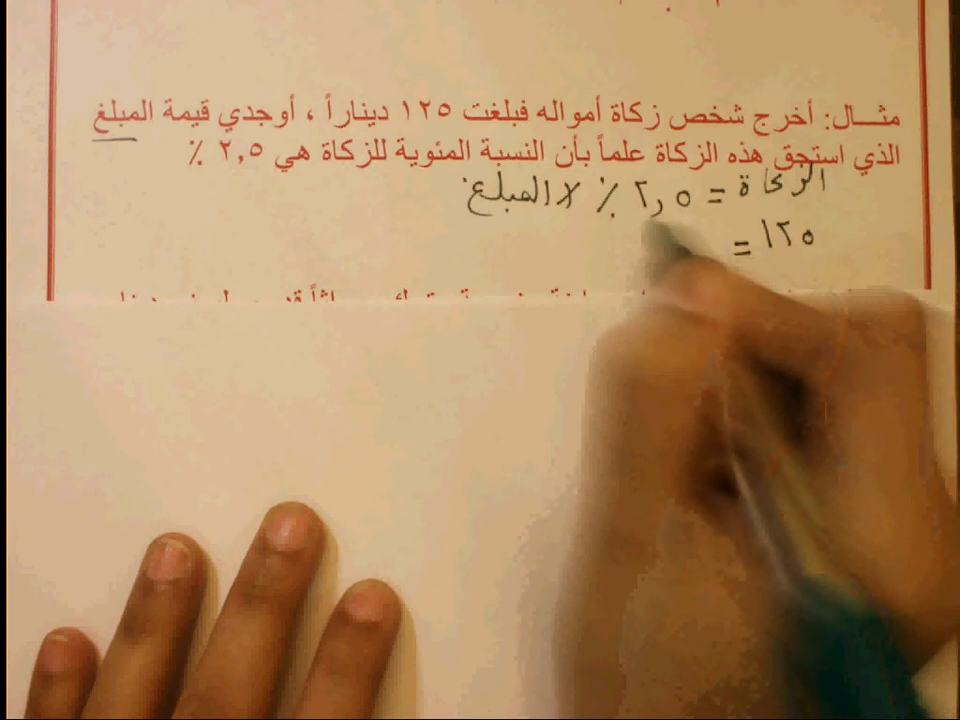 مثـــال: أخرج شخص زكاة أمواله فبلغت ١٢٥ ديناراً ، أوجدي قيمة المبلغ
الذي استحق هذه الزكاة علماً بأن النسبة المئوية للزكاة هي ٢,٥ ٪
الزكاة = ٢,٥ ٪ × المبلغ
١٢٥ =